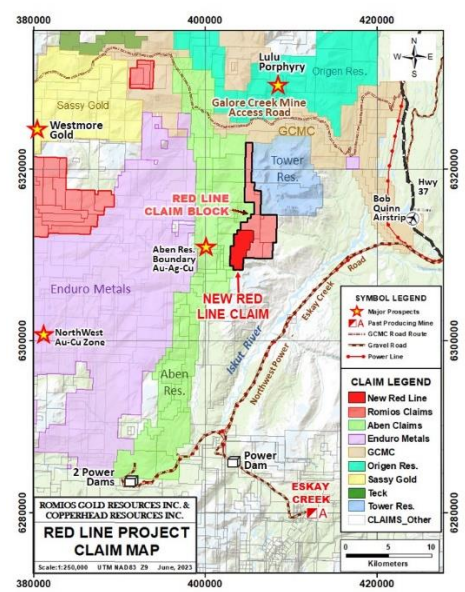 380000
400000
420000
Lulu
Porphyry
Origen Res.
N
W
E
S
Sassy Gold
Galore Creek Mine
Access Road
Westmore
Gold
GCMC
6320000
6320000
Tower
Res.
Hwy
37
RED LINE
CLAIM BLOCK
Bob
Quinn
Airstrip
Aben Res.
Boundary
Au-Ag-Cu
Enduro Metals
NEW RED
LINE CLAIM
Eskay Creek
Road
SYMBOL LEGEND
Major Prospects
A Past Producing Mine
GCMC Road Route
Gravel Road
Power Line
NorthWest
Au-Cu Zone
6300000
6300000
Iskut River
Northwest Power
Aben
Res.
CLAIM LEGEND
New Red Line
Romios Claims
Aben Claims
Enduro Metals
GCMC
Origen Res.
Sassy Gold
Teck
Tower Res.
CLAIMS_Other
Power
Dam
2 Power
Dams
ESKAY
CREEK
A
6280000
6280000
ROMIOS GOLD RESOURCES INC. &
COPPERHEAD RESOURCES INC.
RED LINE PROJECT
CLAIM MAP
Scale:1:250,000 UTM NAD83 Z9 June, 2023
0 5 10
Kilometers
380000
400000
420000